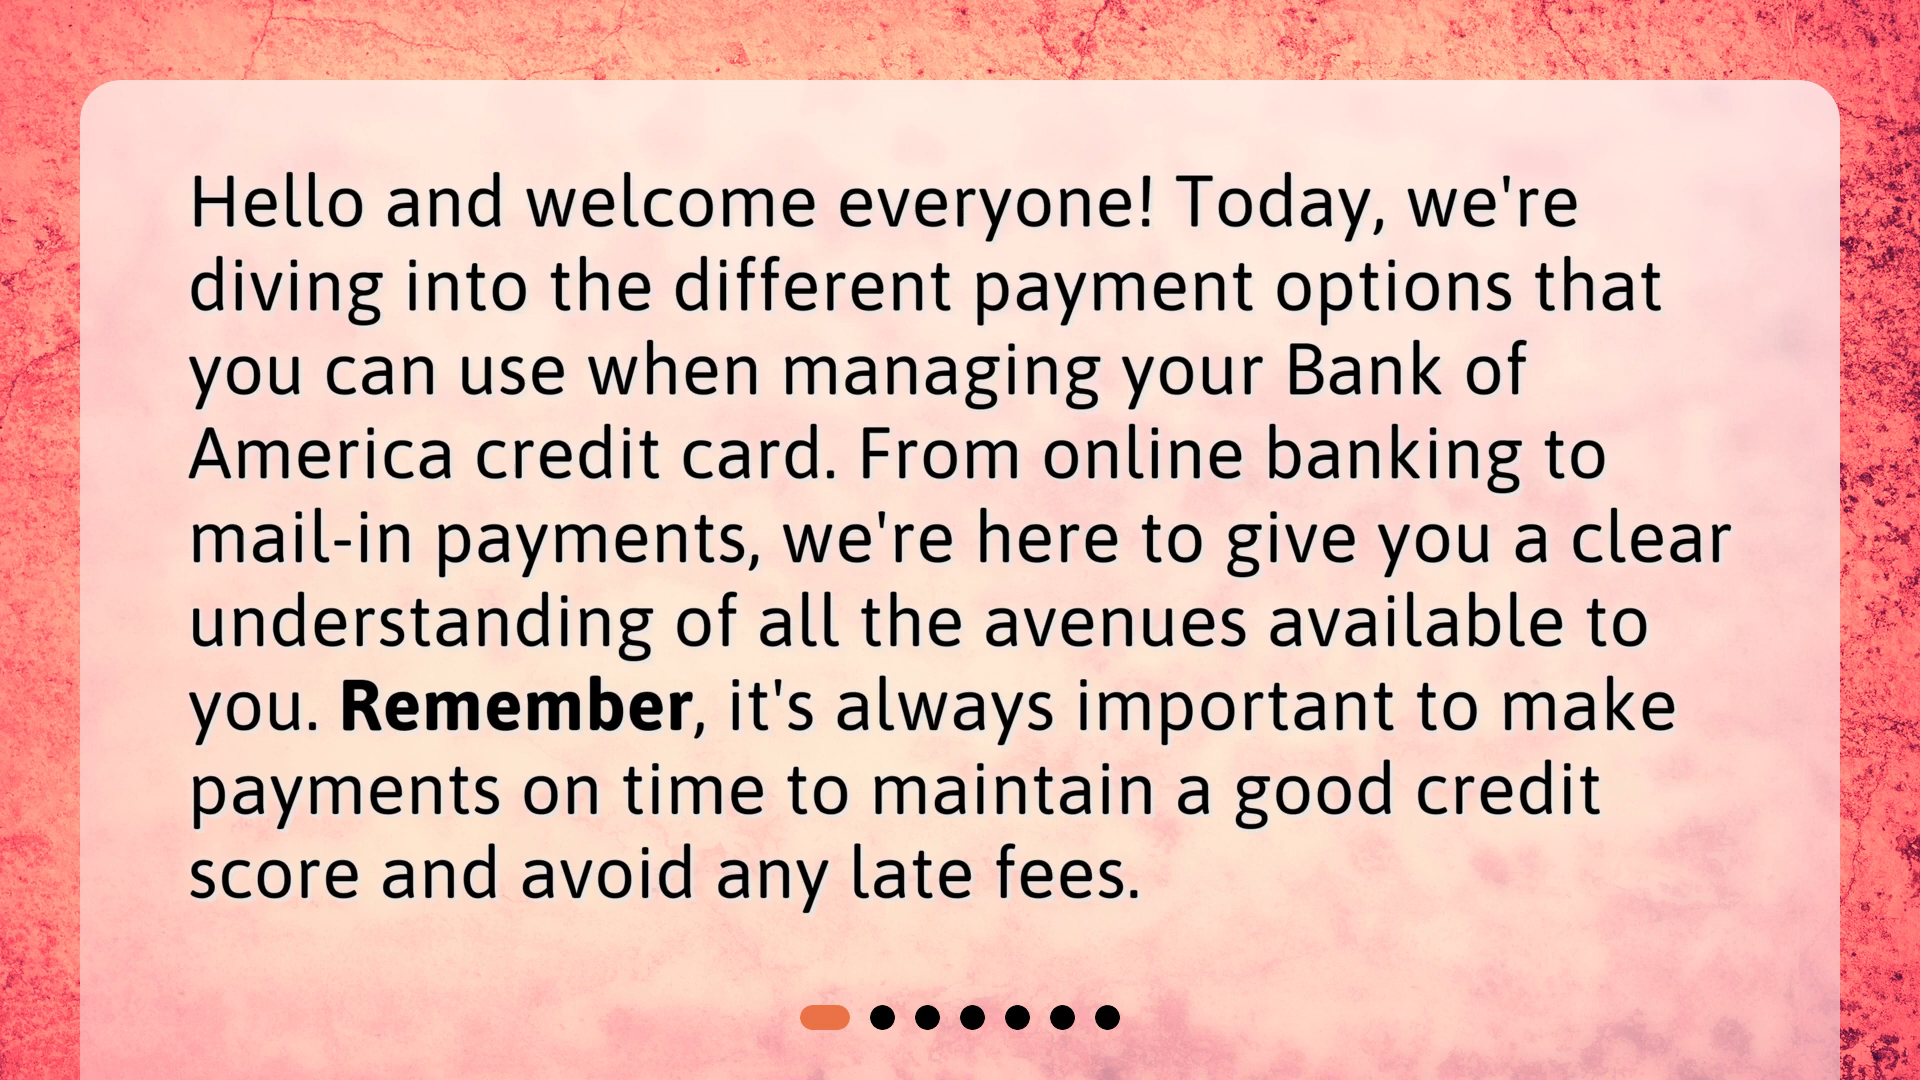 Hello and welcome everyone! Today, we're
diving into the different payment options that
you can use when managing your Bank of
America credit card. From online banking to
mail-in payments, we're here to give you a clear
understanding of all the avenues available to
you. Remember, it's always important to make
payments on time to maintain a good credit
score and avoid any late fees.